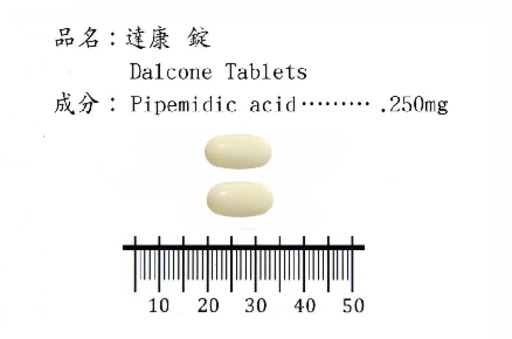 品名：達康 錠
Dalcone Tablets
成分：Pipemidic acid⋯⋯⋯ .250mg
10 20 30 40 50